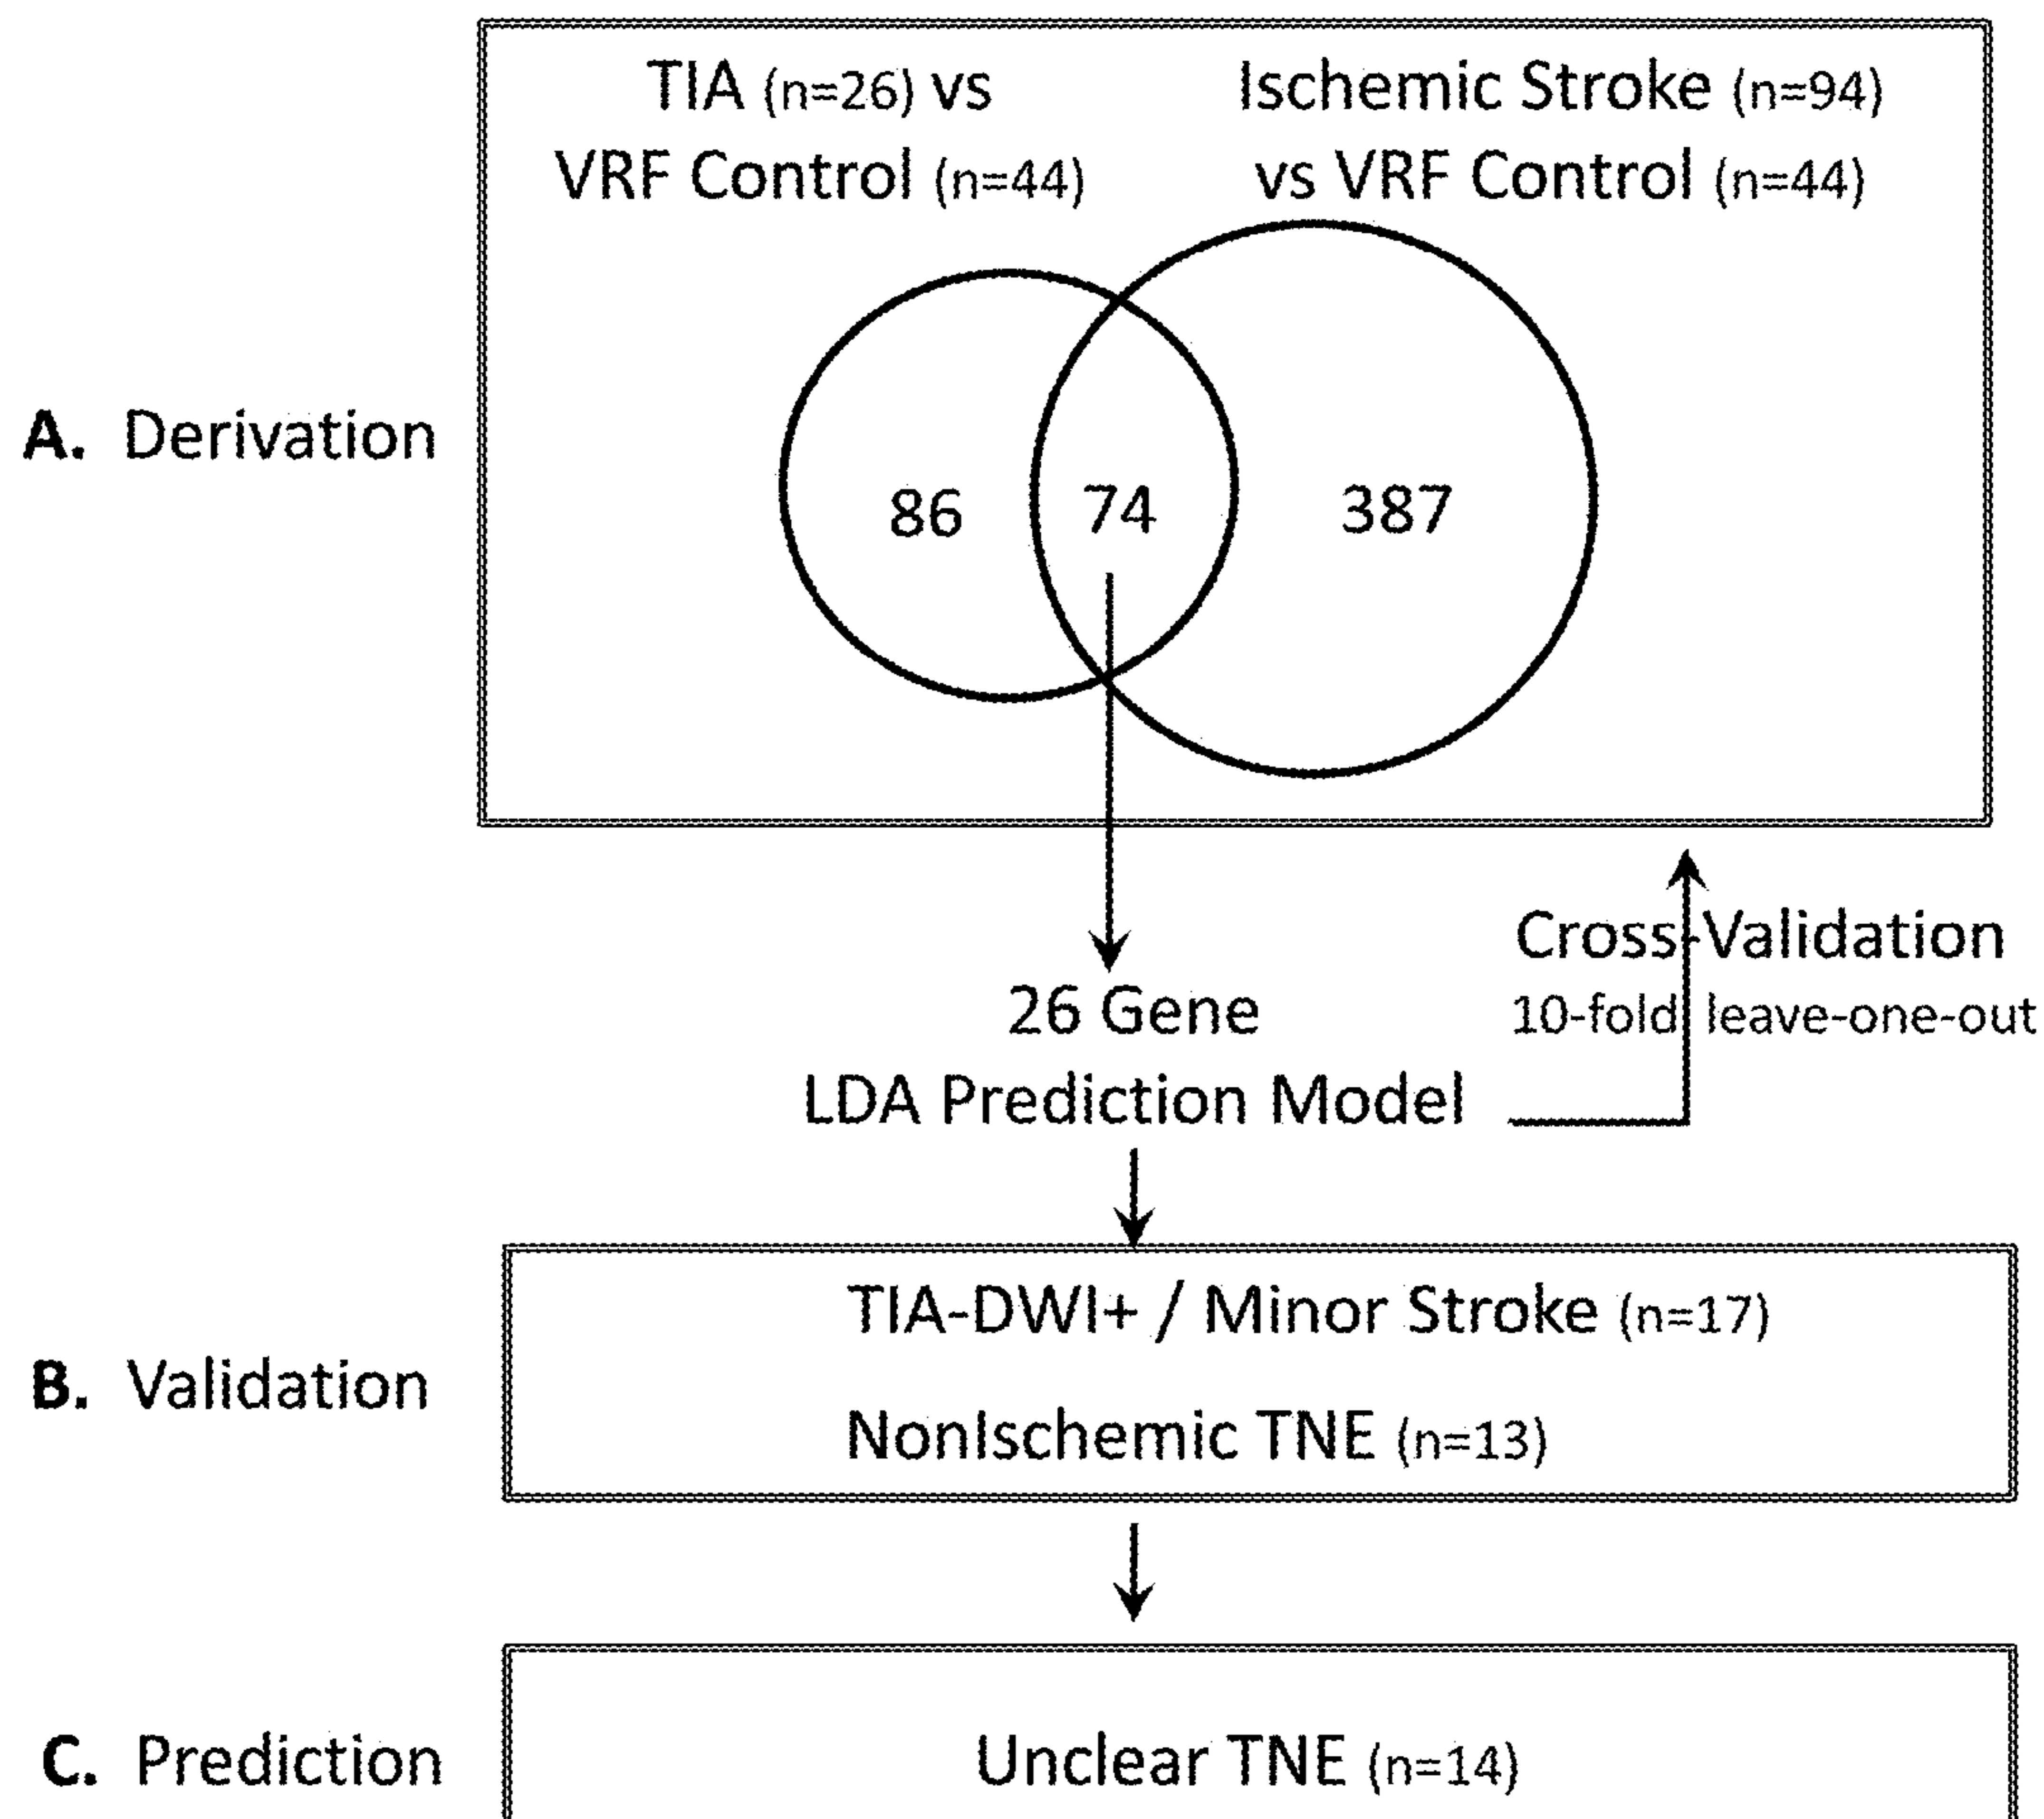 TIA (n=26) vs
VRF Control (n=44)
Ischemic Stroke (n=94)
vs VRF Control (n=44)
A. Derivation
86
74
387
Cross-Validation
10-fold leave-one-out
26 Gene
LDA Prediction Model
TIA-DWI+ / Minor Stroke (n=17)
B. Validation
NonIschemic TNE (n=13)
C. Prediction
Unclear TNE (n=14)